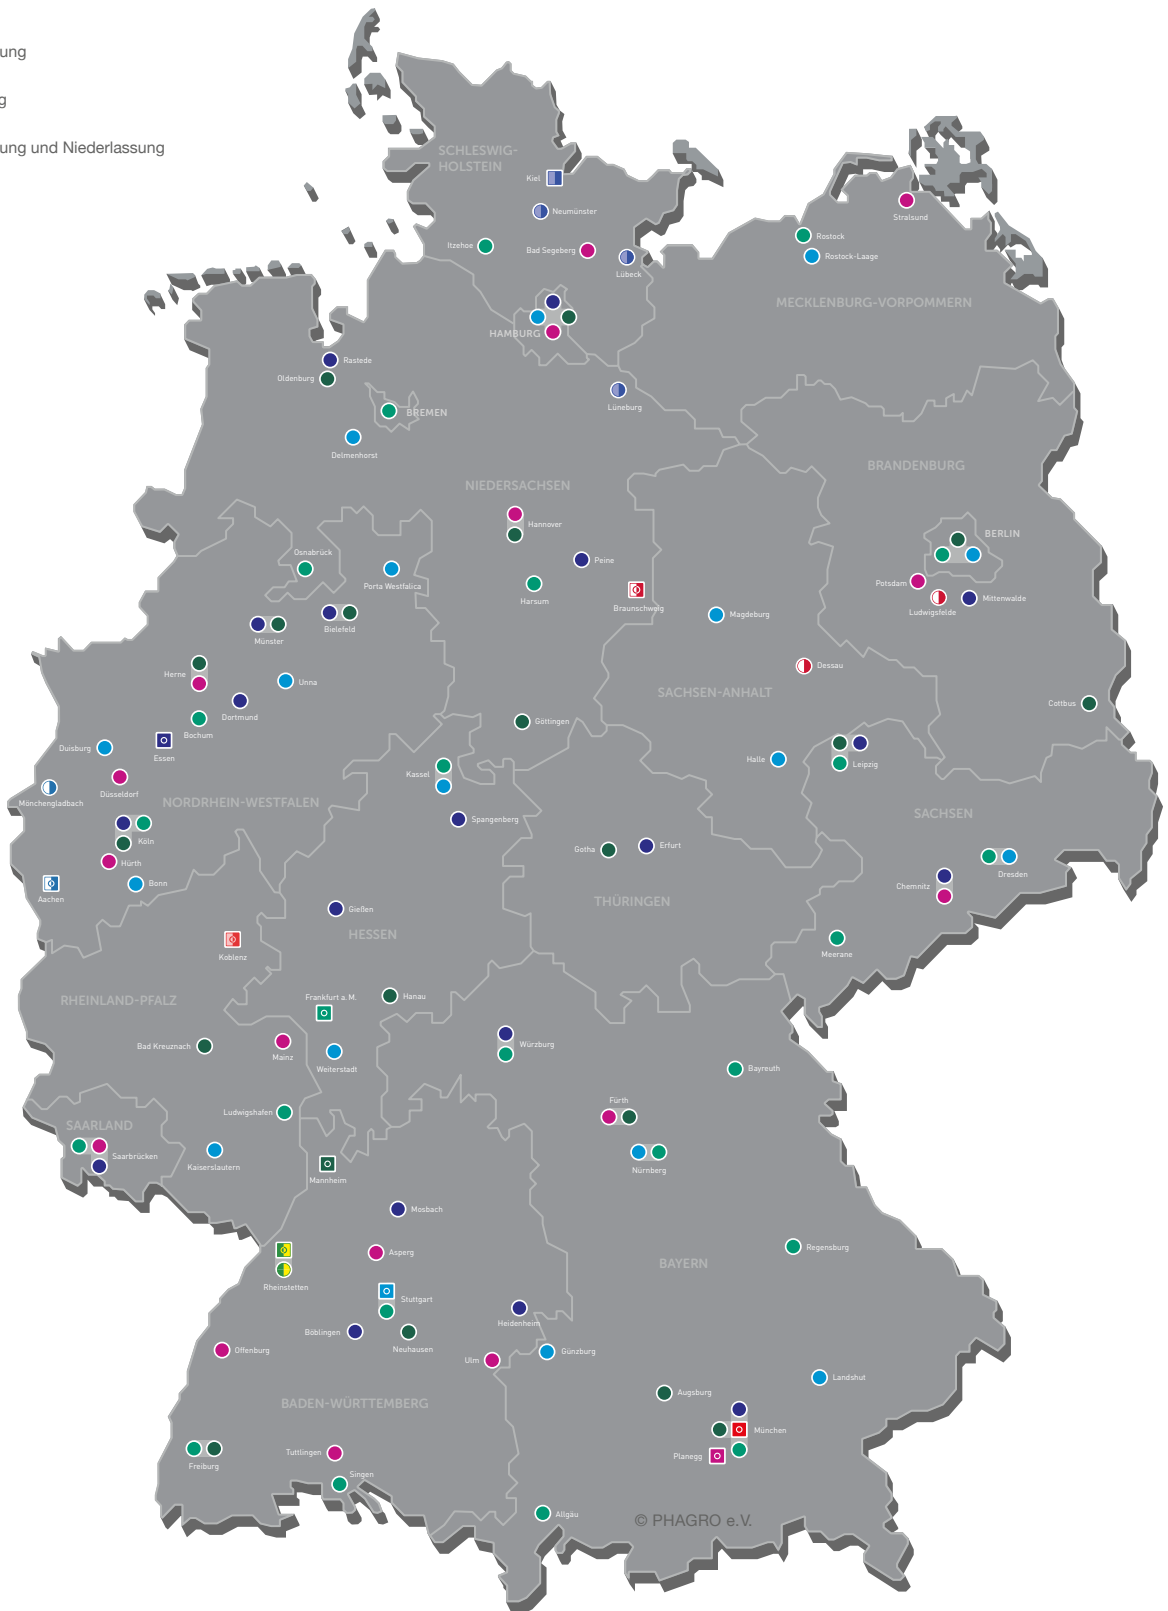 ung
g
ung und Niederlassung
SCHLESWIG-
HOLSTEIN
Kiel
Neumünster
Stralsund
Itzehoe
Bad Segeberg
Lübeck
Rostock
Rostock-Laage
MECKLENBURG-VORPOMMERN
HAMBURG
Rastede
Oldenburg
Lüneburg
BREMEN
Delmenhorst
BRANDENBURG
NIEDERSACHSEN
Hannover
BERLIN
Osnabrück
Peine
Porta Westfalica
Harsum
Braunschweig
Potsdam
Ludwigsfelde
Mittenwalde
Magdeburg
Bielefeld
Münster
Dessau
Herne
Unna
SACHSEN-ANHALT
Cottbus
Dortmund
Göttingen
Bochum
Duisburg
Essen
Halle
Leipzig
Kassel
Düsseldorf
Mönchengladbach
NORDRHEIN-WESTFALEN
SACHSEN
Spangenberg
Köln
Gotha
Erfurt
Hürth
Dresden
Bonn
Chemnitz
Aachen
THÜRINGEN
Gießen
HESSEN
Koblenz
Meerane
RHEINLAND-PFALZ
Frankfurt a. M.
Hanau
Bad Kreuznach
Mainz
Weiterstadt
Würzburg
Bayreuth
Fürth
Ludwigshafen
SAARLAND
Saarbrücken
Kaiserslautern
Mannheim
Nürnberg
Mosbach
Asperg
Regensburg
BAYERN
Rheinstetten
Stuttgart
Heidenheim
Böblingen
Neuhausen
Offenburg
Ulm
Günzburg
Landshut
Augsburg
BADEN-WÜRTTEMBERG
München
Tuttlingen
Planegg
Freiburg
Singen
Allgäu
© PHAGRO e.V.